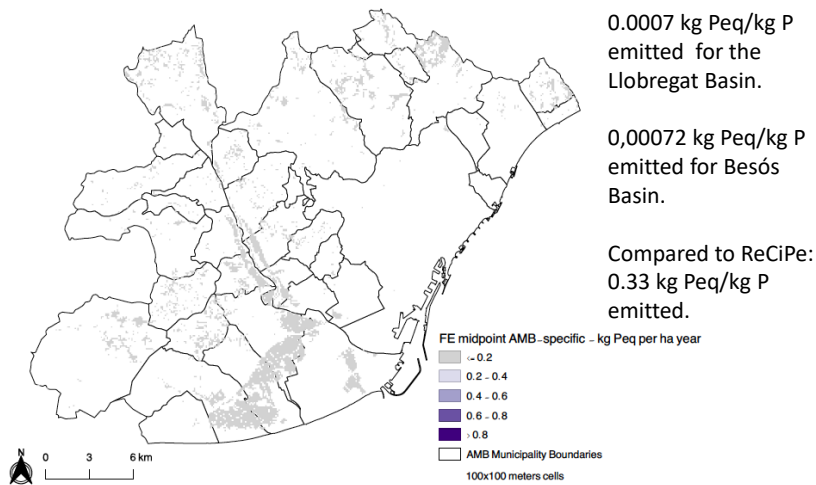 0.0007 kg Peq/kg P
emitted for the
Llobregat Basin.
0,00072 kg Peq/kg P
emitted for Besós
Basin.
Compared to ReCiPe:
0.33 kg Peq/kg P
emitted.
FE midpoint AMB-specific - kg Peq per ha year
<= 0.2
0.2 - 0.4
0.4 - 0.6
0.6 - 0.8
> 0.8
AMB Municipality Boundaries
100x100 meters cells
N
0 3 6 km